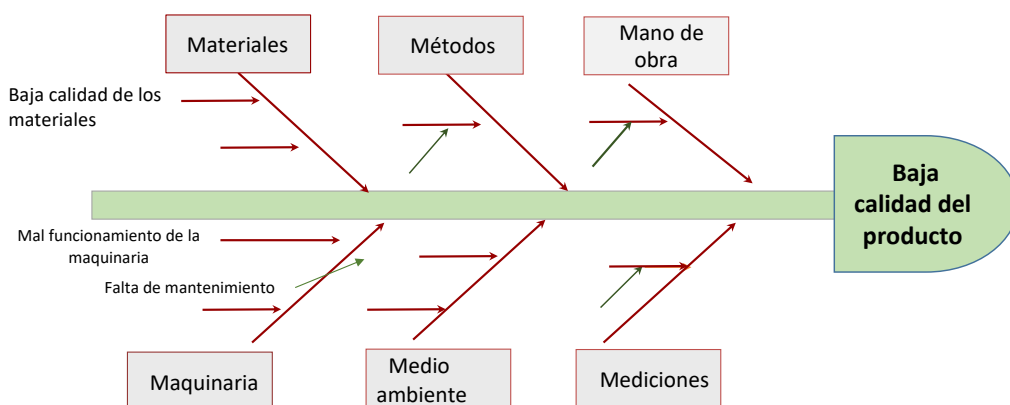 Materiales
Métodos
Mano de
obra
Baja calidad de los
materiales
Baja
calidad del
producto
Mal funcionamiento de la
maquinaria
Falta de mantenimiento
Maquinaria
Medio
ambiente
Mediciones